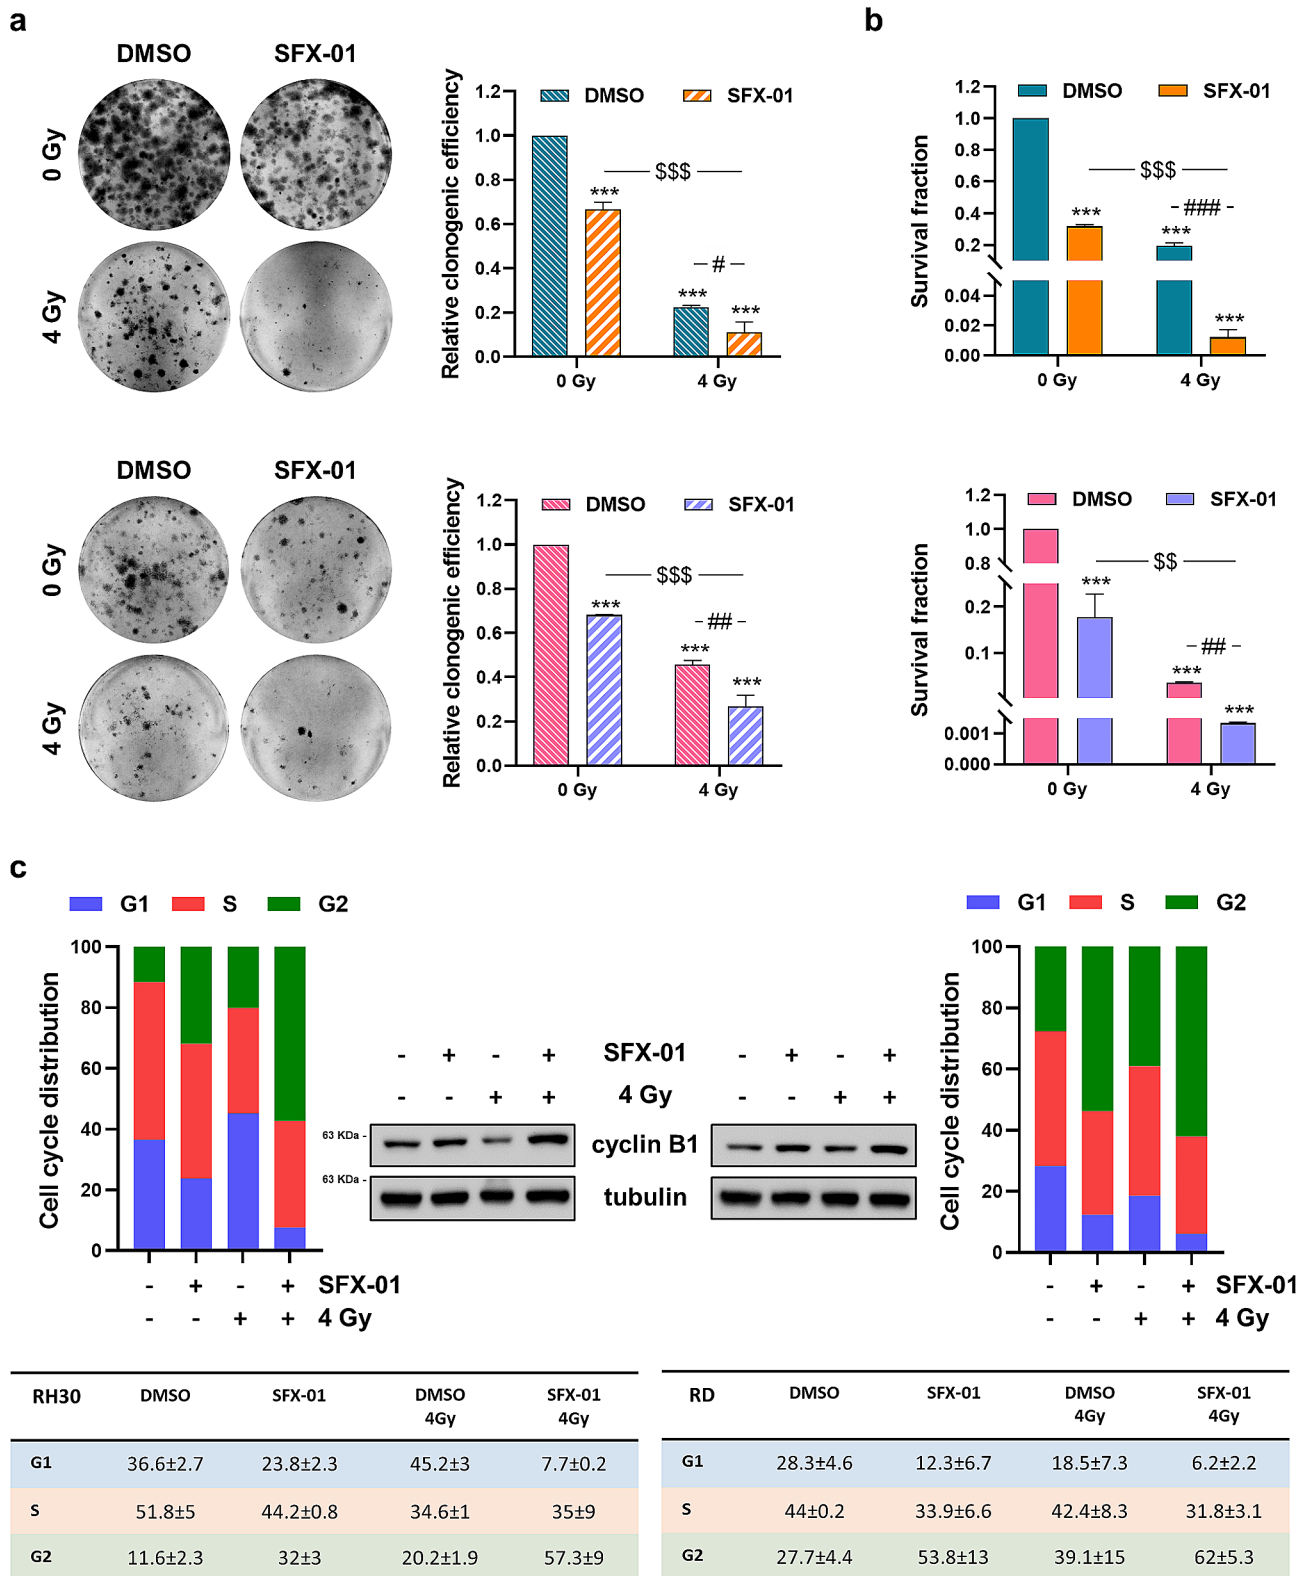 a
DMSO SFX-01
0 Gy
4 Gy
Relative clonogenic efficiency
DMSO SFX-01
1.2
1.0
0.8
0.6
0.4
0.2
0.0
$$$
***
#
***
***
0 Gy 4 Gy
b
Survival fraction
DMSO SFX-01
1.2
1.0
0.8
0.6
0.4
0.2
0.04
0.02
0.00
$$$
***
###
***
***
0 Gy 4 Gy
DMSO SFX-01
0 Gy
4 Gy
Relative clonogenic efficiency
DMSO SFX-01
1.2
1.0
0.8
0.6
0.4
0.2
0.0
$$$
***
##
***
***
0 Gy 4 Gy
Survival fraction
DMSO SFX-01
1.2
1.0
0.8
0.2
0.1
0.001
0.000
$$
***
##
***
***
0 Gy 4 Gy
c
G1 S G2
Cell cycle distribution
100
80
60
40
20
0
- + - + SFX-01
- - + + 4 Gy
- + - + SFX-01 - + - +
- - + + 4 Gy - - + +
63 KDa - cyclin B1
63 KDa - tubulin
G1 S G2
Cell cycle distribution
100
80
60
40
20
0
- + - + SFX-01
- - + + 4 Gy
RH30 DMSO SFX-01 DMSO 4Gy SFX-01 4Gy
G1 36.6±2.7 23.8±2.3 45.2±3 7.7±0.2
S 51.8±5 44.2±0.8 34.6±1 35±9
G2 11.6±2.3 32±3 20.2±1.9 57.3±9
RD DMSO SFX-01 DMSO 4Gy SFX-01 4Gy
G1 28.3±4.6 12.3±6.7 18.5±7.3 6.2±2.2
S 44±0.2 33.9±6.6 42.4±8.3 31.8±3.1
G2 27.7±4.4 53.8±13 39.1±15 62±5.3